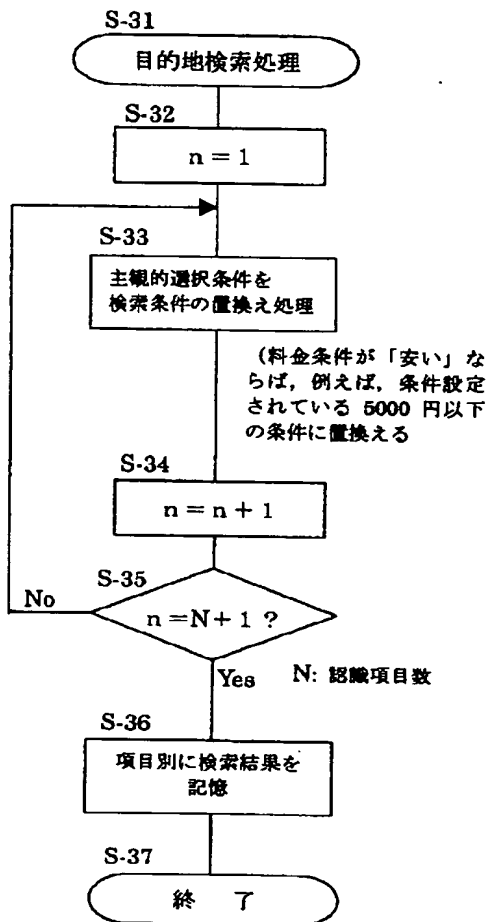 S-31
目的地検索処理
S-32
n = 1
S-33
主観的選択条件を
検索条件の置換え処理
(料金条件が「安い」な
らば，例えば，条件設定
されている 5000 円以下
の条件に置換える
S-34
n = n + 1
S-35
No
n = N + 1 ?
Yes
N: 認識項目数
S-36
項目別に検索結果を
記憶
S-37
終 了